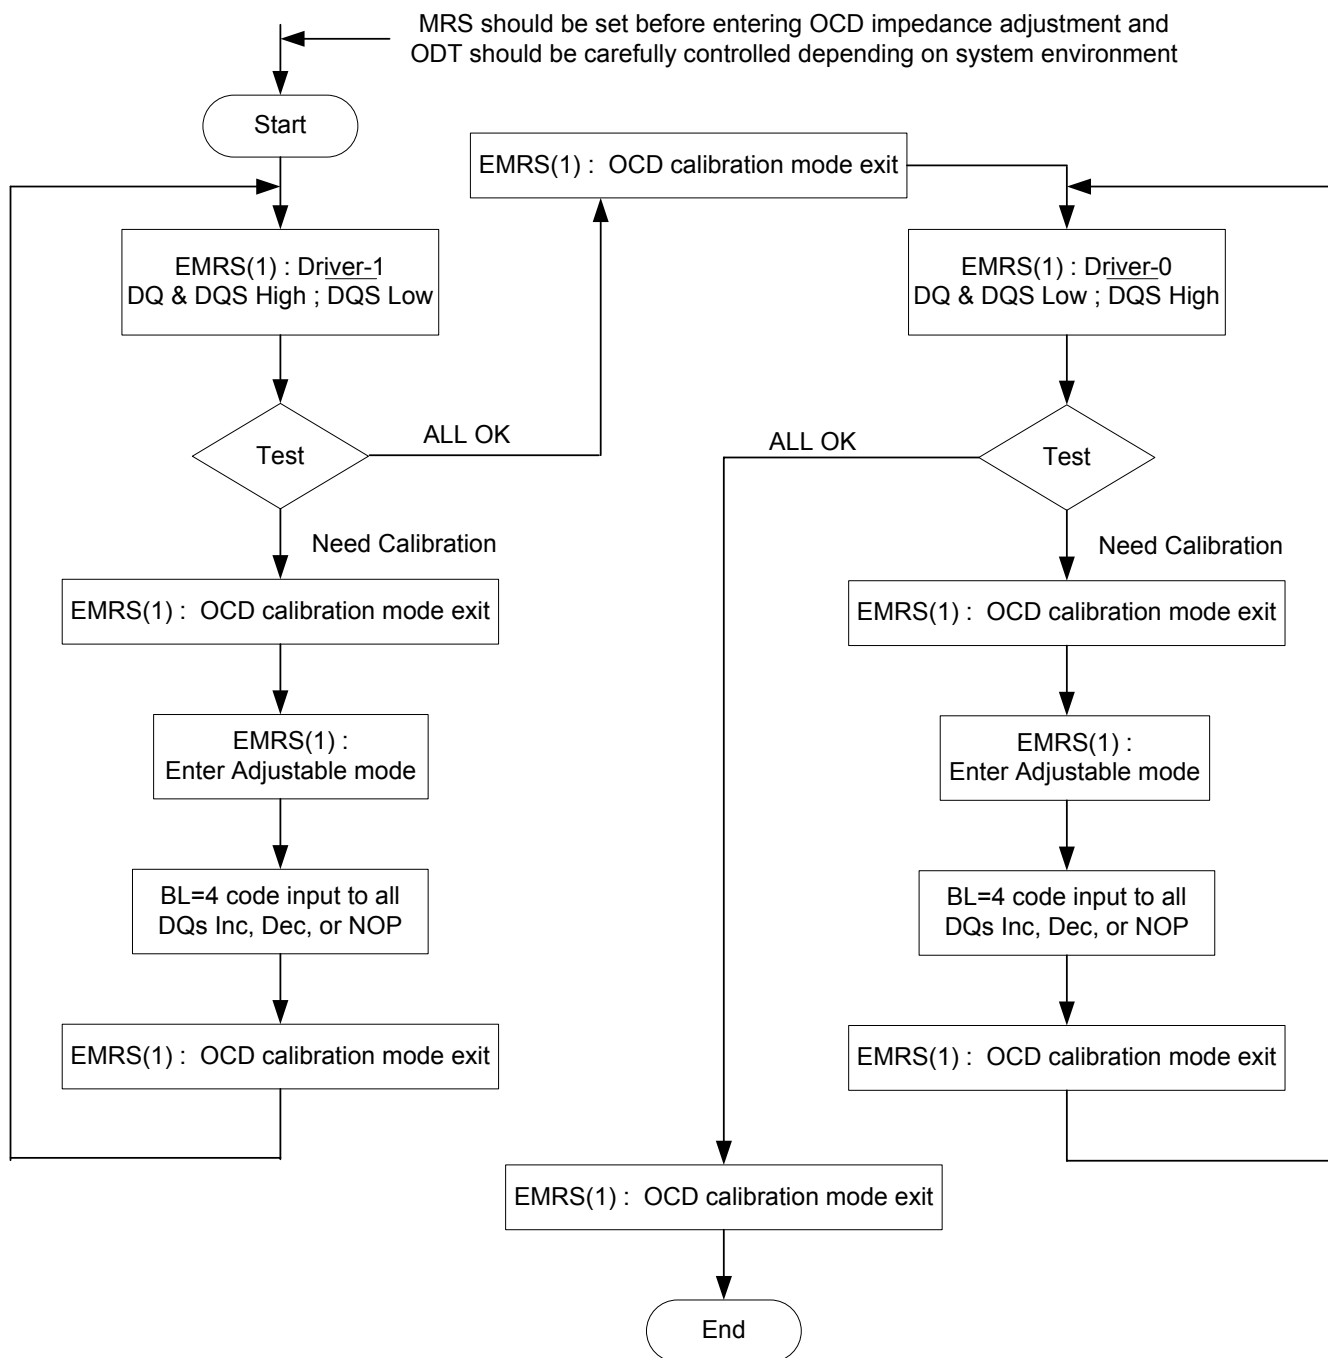 MRS should be set before entering OCD impedance adjustment and
ODT should be carefully controlled depending on system environment
Start
EMRS(1) : Driver-1
DQ & DQS High ; D̅Q̅S̅ Low
Test
ALL OK
Need Calibration
EMRS(1) : OCD calibration mode exit
EMRS(1) :
Enter Adjustable mode
BL=4 code input to all
DQs Inc, Dec, or NOP
EMRS(1) : OCD calibration mode exit
EMRS(1) : OCD calibration mode exit
EMRS(1) : Driver-0
DQ & DQS Low ; D̅Q̅S̅ High
Test
ALL OK
Need Calibration
EMRS(1) : OCD calibration mode exit
EMRS(1) :
Enter Adjustable mode
BL=4 code input to all
DQs Inc, Dec, or NOP
EMRS(1) : OCD calibration mode exit
EMRS(1) : OCD calibration mode exit
End